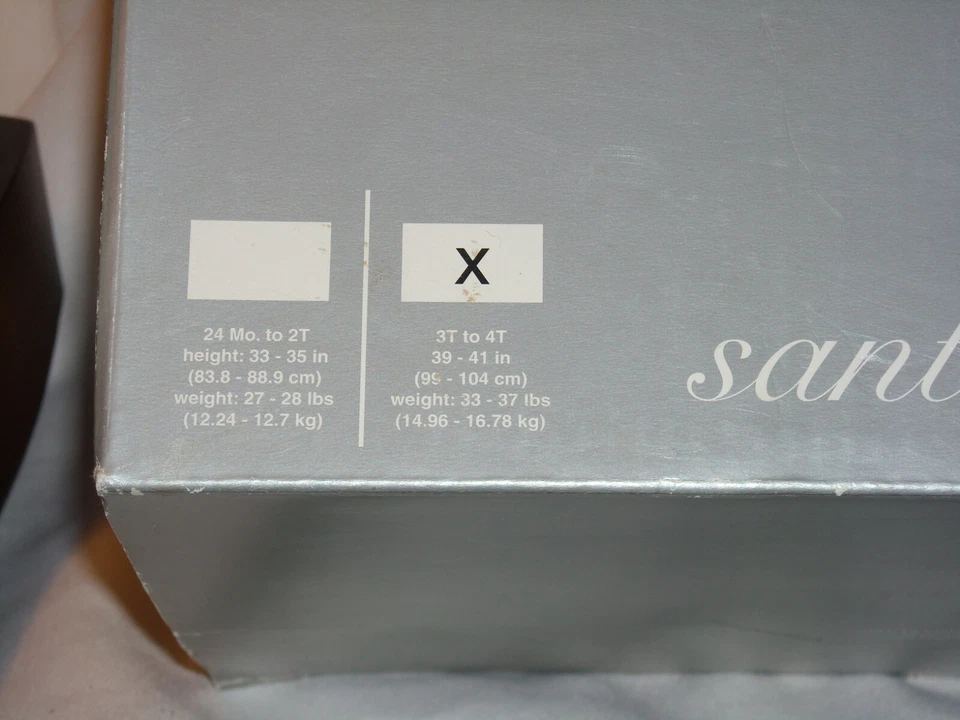 X
24 Mo. to 2T
height: 33 - 35 in
(83.8 - 88.9 cm)
weight: 27 - 28 lbs
(12.24 - 12.7 kg)
3T to 4T
39 - 41 in
(99 - 104 cm)
weight: 33 - 37 lbs
(14.96 - 16.78 kg)
sant